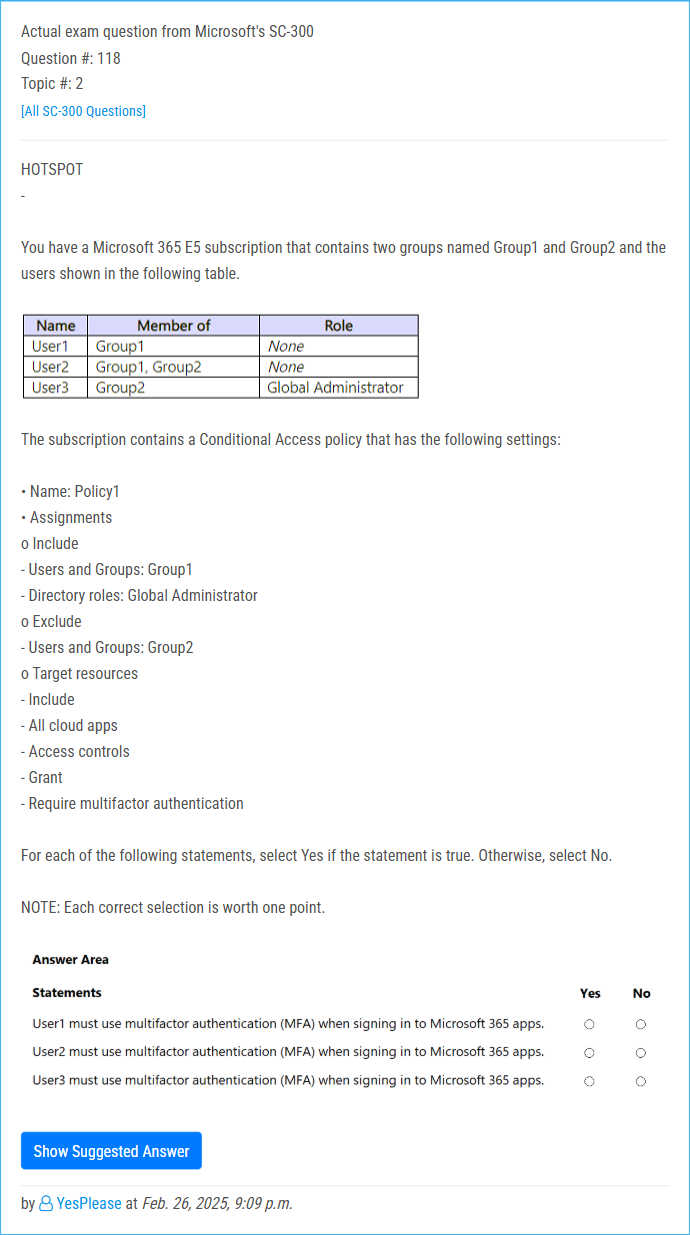 Actual exam question from Microsoft's SC-300
Question #: 118
Topic #: 2
[All SC-300 Questions]
HOTSPOT
-
You have a Microsoft 365 E5 subscription that contains two groups named Group1 and Group2 and the
users shown in the following table.
Name Member of Role
User1 Group1 None
User2 Group1, Group2 None
User3 Group2 Global Administrator
The subscription contains a Conditional Access policy that has the following settings:
• Name: Policy1
• Assignments
o Include
- Users and Groups: Group1
- Directory roles: Global Administrator
o Exclude
- Users and Groups: Group2
o Target resources
- Include
- All cloud apps
- Access controls
- Grant
- Require multifactor authentication
For each of the following statements, select Yes if the statement is true. Otherwise, select No.
NOTE: Each correct selection is worth one point.
Answer Area
Statements Yes No
User1 must use multifactor authentication (MFA) when signing in to Microsoft 365 apps.
User2 must use multifactor authentication (MFA) when signing in to Microsoft 365 apps.
User3 must use multifactor authentication (MFA) when signing in to Microsoft 365 apps.
Show Suggested Answer
by YesPlease at Feb. 26, 2025, 9:09 p.m.